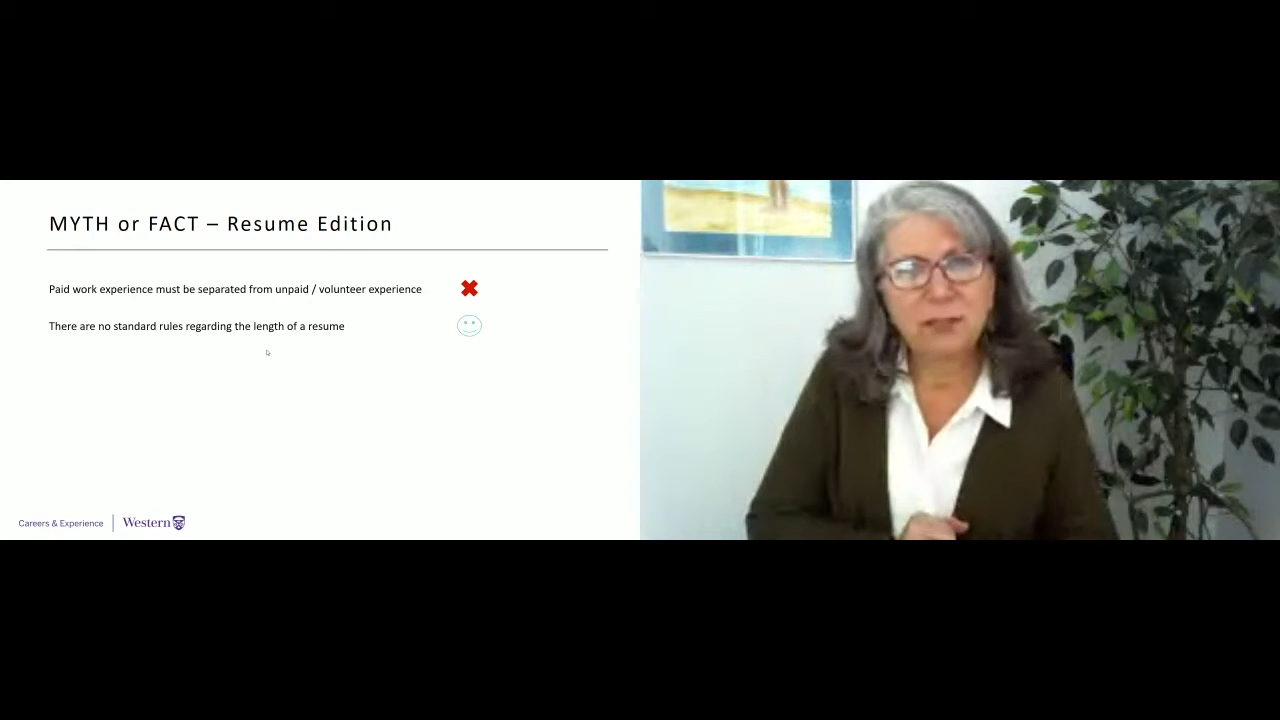 MYTH or FACT – Resume Edition
Paid work experience must be separated from unpaid / volunteer experience
There are no standard rules regarding the length of a resume
Careers & Experience
Western